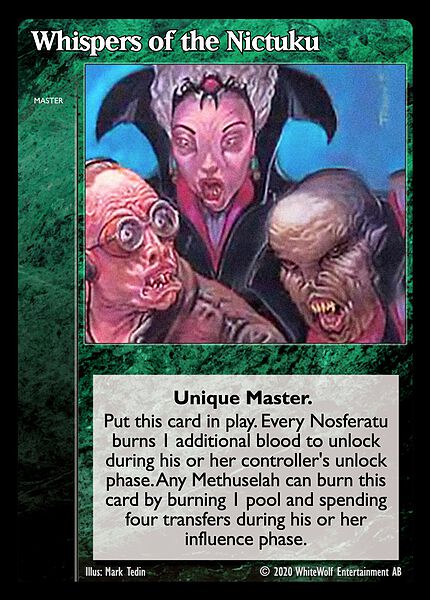 Whispers of the Nictuku
MASTER
Unique Master.
Put this card in play. Every Nosferatu
burns 1 additional blood to unlock
during his or her controller's unlock
phase. Any Methuselah can burn this
card by burning 1 pool and spending
four transfers during his or her
influence phase.
Illus: Mark Tedin © 2020 WhiteWolf Entertainment AB